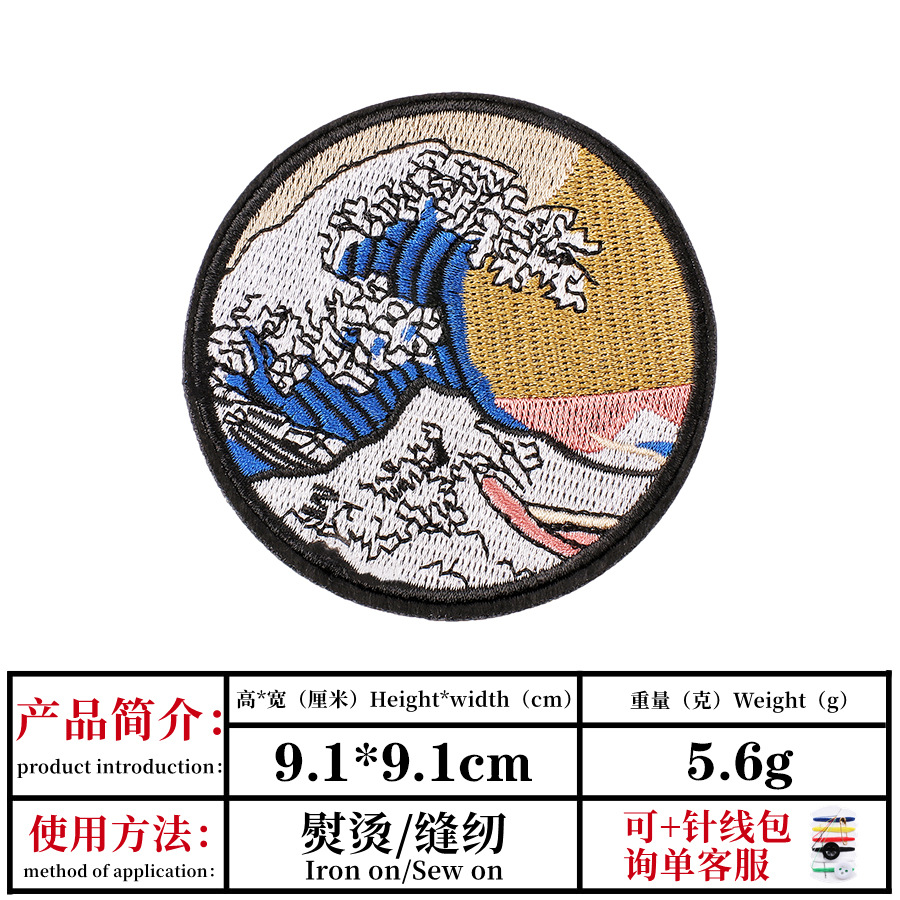 产品简介：
product introduction：
高*宽（厘米）Height*width（cm）
重量（克）Weight（g）
9.1*9.1cm
5.6g
使用方法：
method of application：
熨烫/缝纫
Iron on/Sew on
可+针线包
询单客服